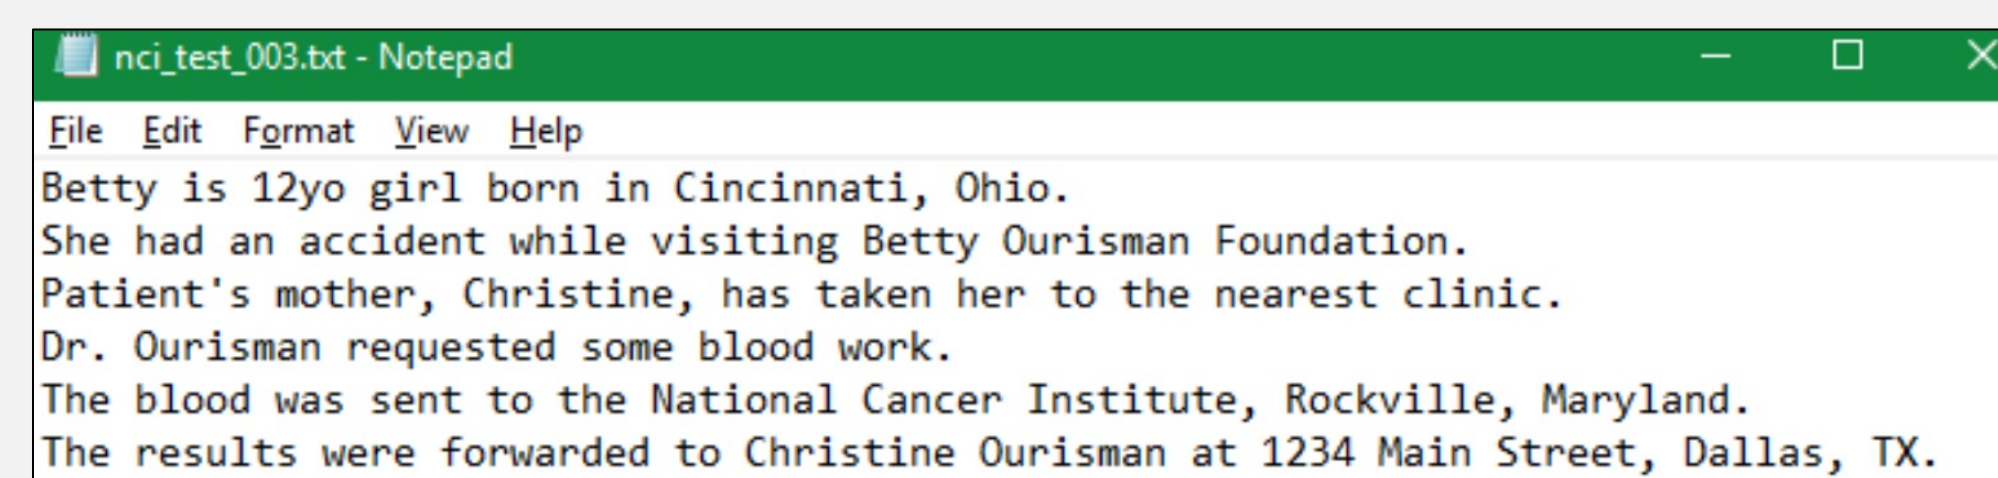 nci_test_003.txt - Notepad
File Edit Format View Help
Betty is 12yo girl born in Cincinnati, Ohio.
She had an accident while visiting Betty Ourisman Foundation.
Patient's mother, Christine, has taken her to the nearest clinic.
Dr. Ourisman requested some blood work.
The blood was sent to the National Cancer Institute, Rockville, Maryland.
The results were forwarded to Christine Ourisman at 1234 Main Street, Dallas, TX.